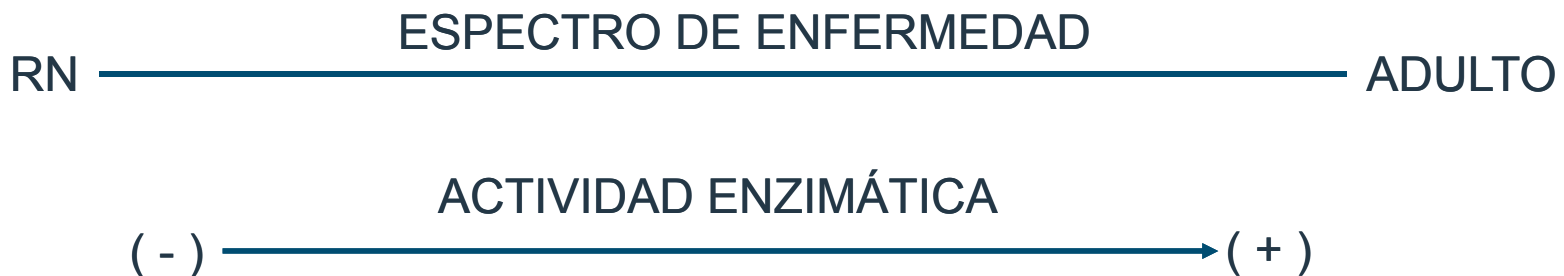 ESPECTRO DE ENFERMEDAD
RN ADULTO
ACTIVIDAD ENZIMÁTICA
( - ) ( + )